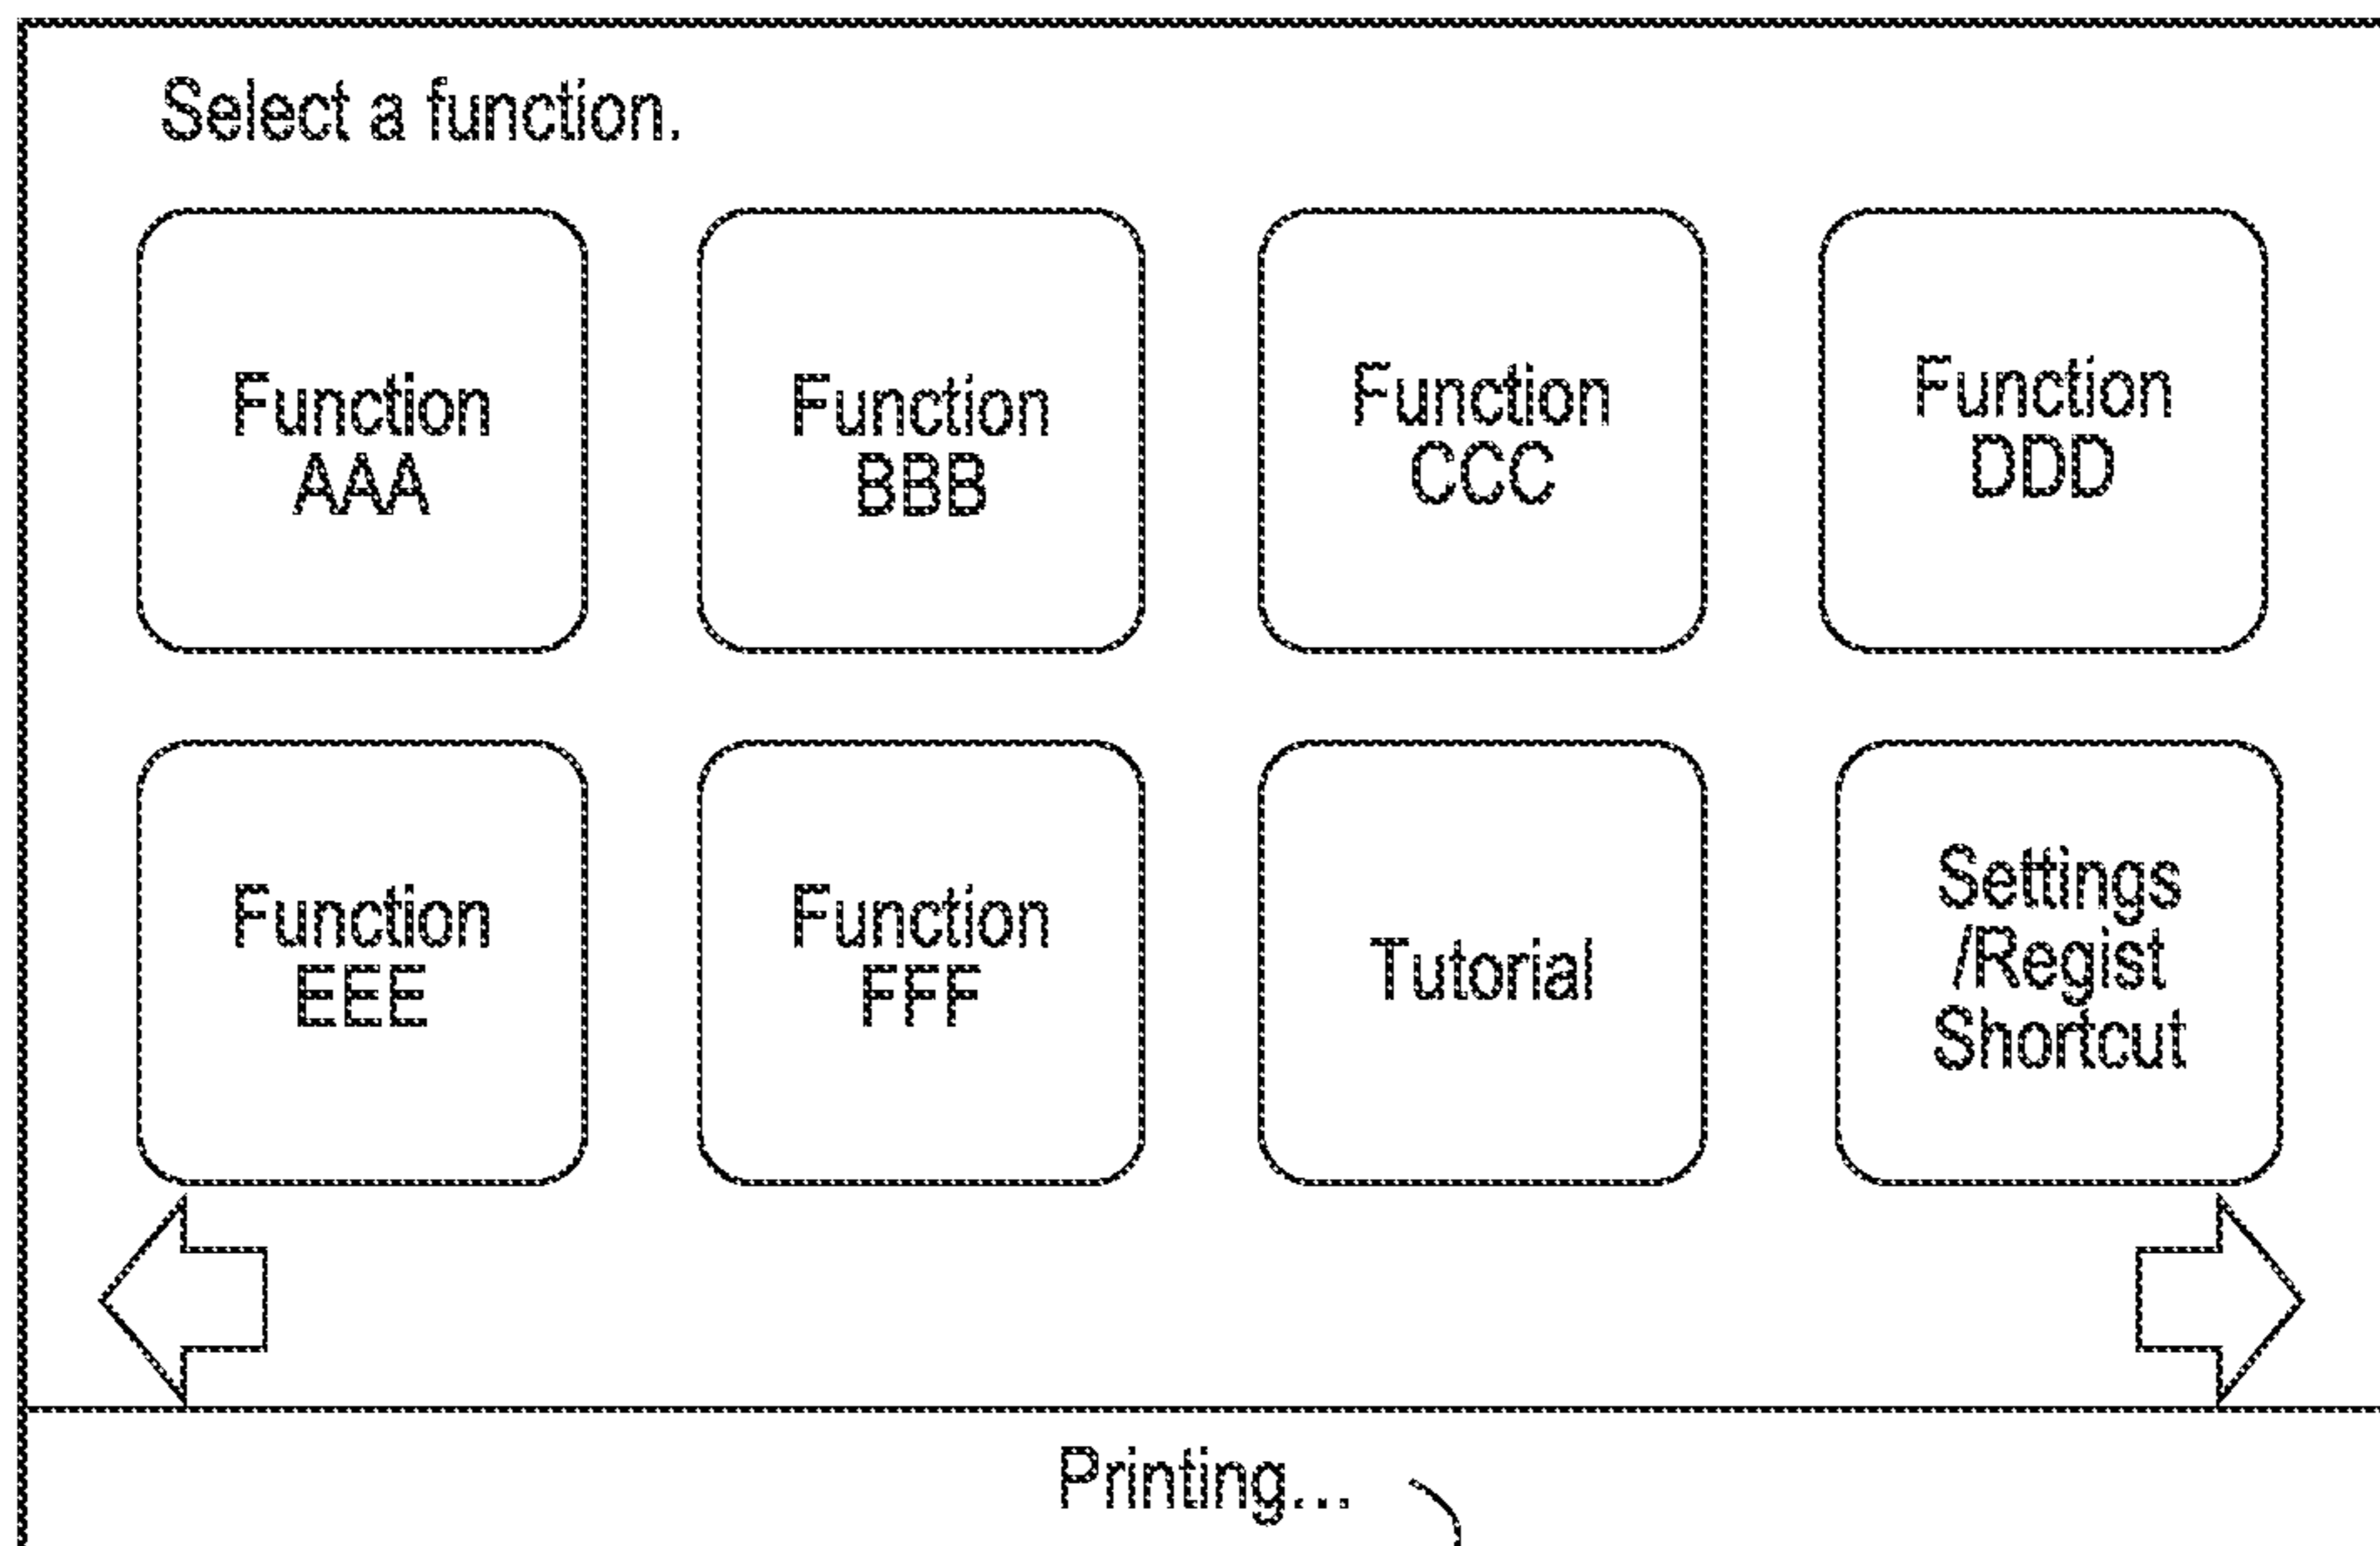 Select a function.
Function
AAA
Function
BBB
Function
CCC
Function
DDD
Function
EEE
Function
FFF
Tutorial
Settings
/Regist
Shortcut
Printing...